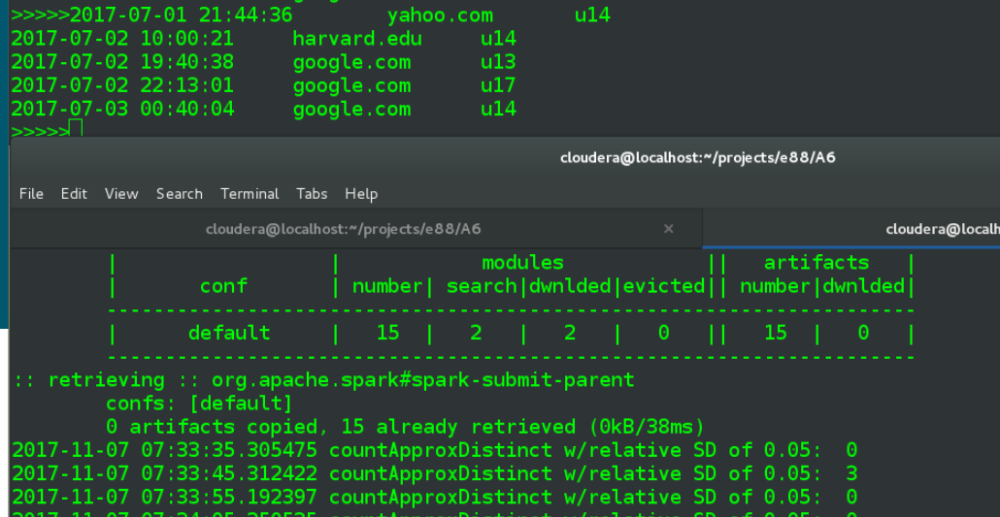 >>>>>2017-07-01 21:44:36 yahoo.com u14
2017-07-02 10:00:21 harvard.edu u14
2017-07-02 19:40:38 google.com u13
2017-07-02 22:13:01 google.com u17
2017-07-03 00:40:04 google.com u14
>>>>>
cloudera@localhost:~/projects/e88/A6
File Edit View Search Terminal Tabs Help
cloudera@localhost:~/projects/e88/A6 × cloudera@localh
| | modules || artifacts |
| conf | number| search|dwnlded|evicted|| number|dwnlded|
---------------------------------------------------------------------
| default | 15 | 2 | 2 | 0 || 15 | 0 |
---------------------------------------------------------------------
:: retrieving :: org.apache.spark#spark-submit-parent
confs: [default]
0 artifacts copied, 15 already retrieved (0kB/38ms)
2017-11-07 07:33:35.305475 countApproxDistinct w/relative SD of 0.05: 0
2017-11-07 07:33:45.312422 countApproxDistinct w/relative SD of 0.05: 3
2017-11-07 07:33:55.192397 countApproxDistinct w/relative SD of 0.05: 0